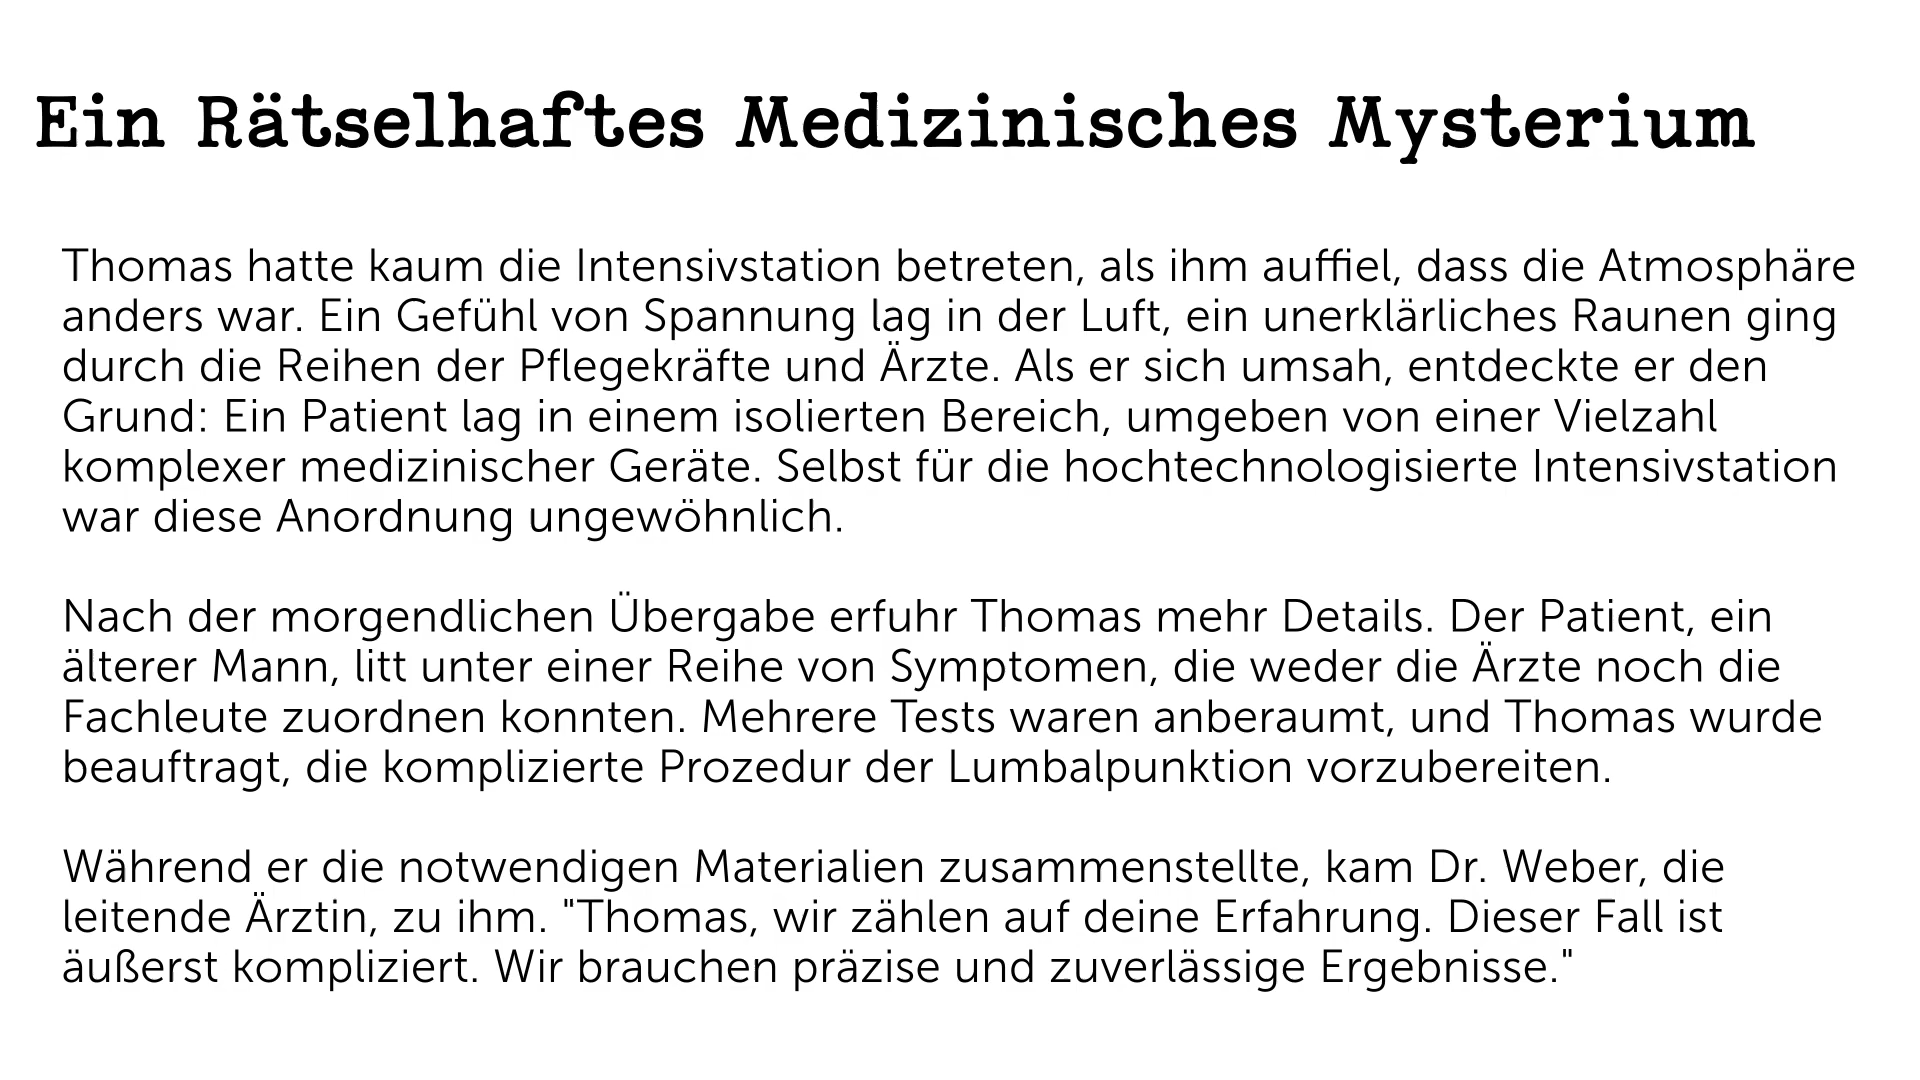 Ein Rätselhaftes Medizinisches Mysterium
Thomas hatte kaum die Intensivstation betreten, als ihm auffiel, dass die Atmosphäre
anders war. Ein Gefühl von Spannung lag in der Luft, ein unerklärliches Raunen ging
durch die Reihen der Pflegekräfte und Ärzte. Als er sich umsah, entdeckte er den
Grund: Ein Patient lag in einem isolierten Bereich, umgeben von einer Vielzahl
komplexer medizinischer Geräte. Selbst für die hochtechnologisierte Intensivstation
war diese Anordnung ungewöhnlich.
Nach der morgendlichen Übergabe erfuhr Thomas mehr Details. Der Patient, ein
älterer Mann, litt unter einer Reihe von Symptomen, die weder die Ärzte noch die
Fachleute zuordnen konnten. Mehrere Tests waren anberaumt, und Thomas wurde
beauftragt, die komplizierte Prozedur der Lumbalpunktion vorzubereiten.
Während er die notwendigen Materialien zusammenstellte, kam Dr. Weber, die
leitende Ärztin, zu ihm. "Thomas, wir zählen auf deine Erfahrung. Dieser Fall ist
äußerst kompliziert. Wir brauchen präzise und zuverlässige Ergebnisse."